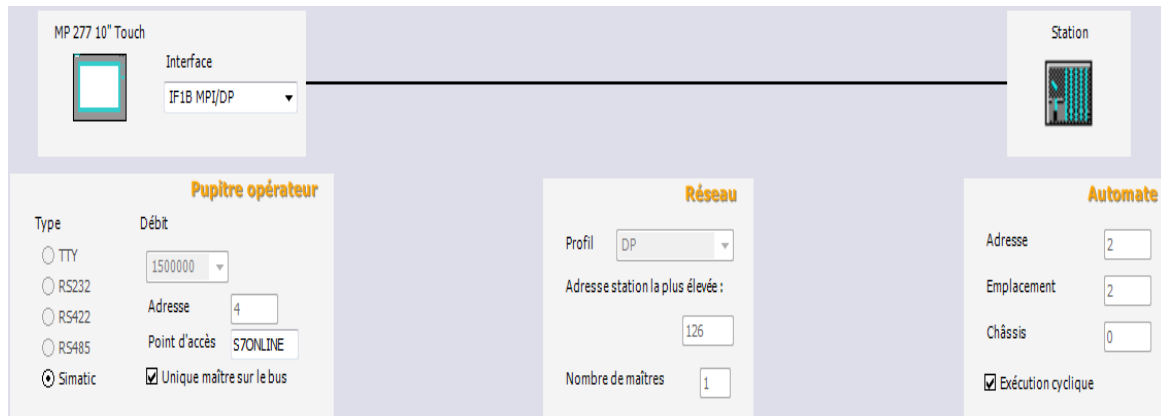 MP 277 10" Touch
Interface
IF1B MPI/DP
Station
Pupitre opérateur
Type
Débit
TTY
1500000
RS232
RS422
Adresse
4
RS485
Point d'accès
S7ONLINE
Simatic
Unique maître sur le bus
Réseau
Profil
DP
Adresse station la plus élevée :
126
Nombre de maîtres
1
Automate
Adresse
2
Emplacement
2
Châssis
0
Exécution cyclique